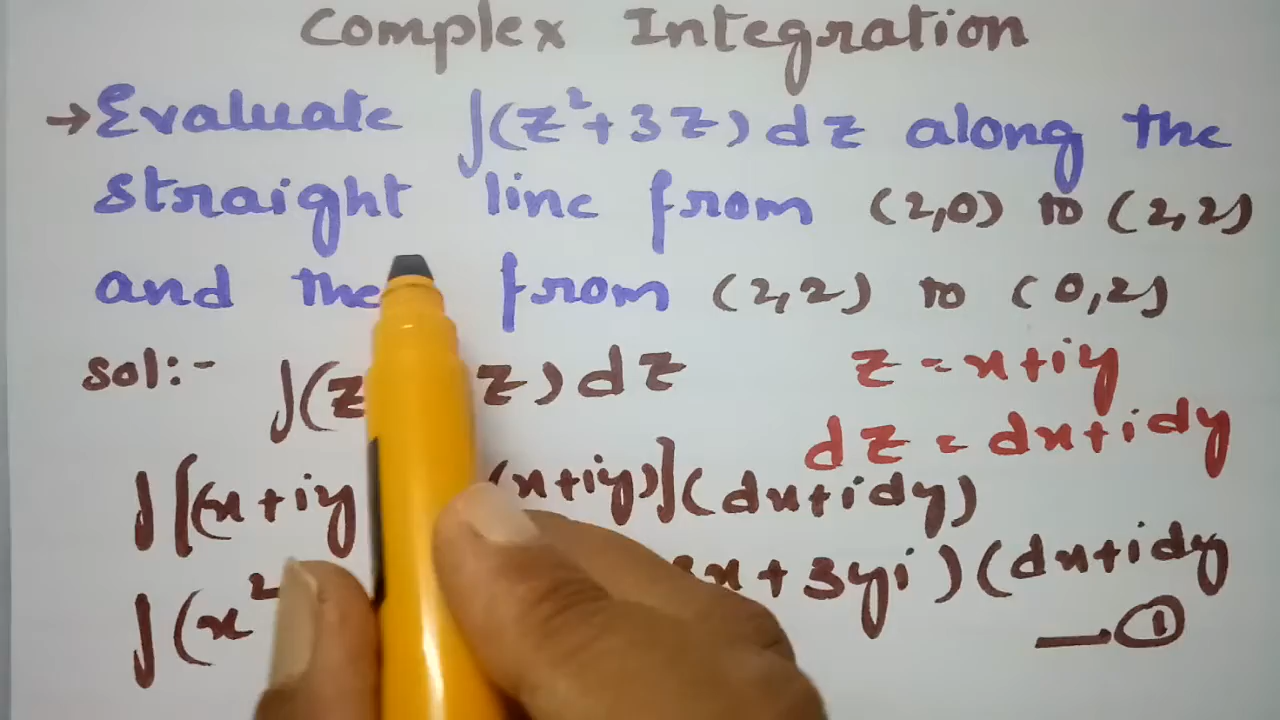 Complex Integration
→ Evaluate ∫(z²+3z)dz along the
straight line from (2,0) to (2,2)
and the from (2,2) to (0,2)
Sol:- ∫(z z)dz z = x+iy
dz = dx+idy
∫[(x+iy (x+iy)](dx+idy)
∫(x² 3x + 3yi)(dx+idy
— ①